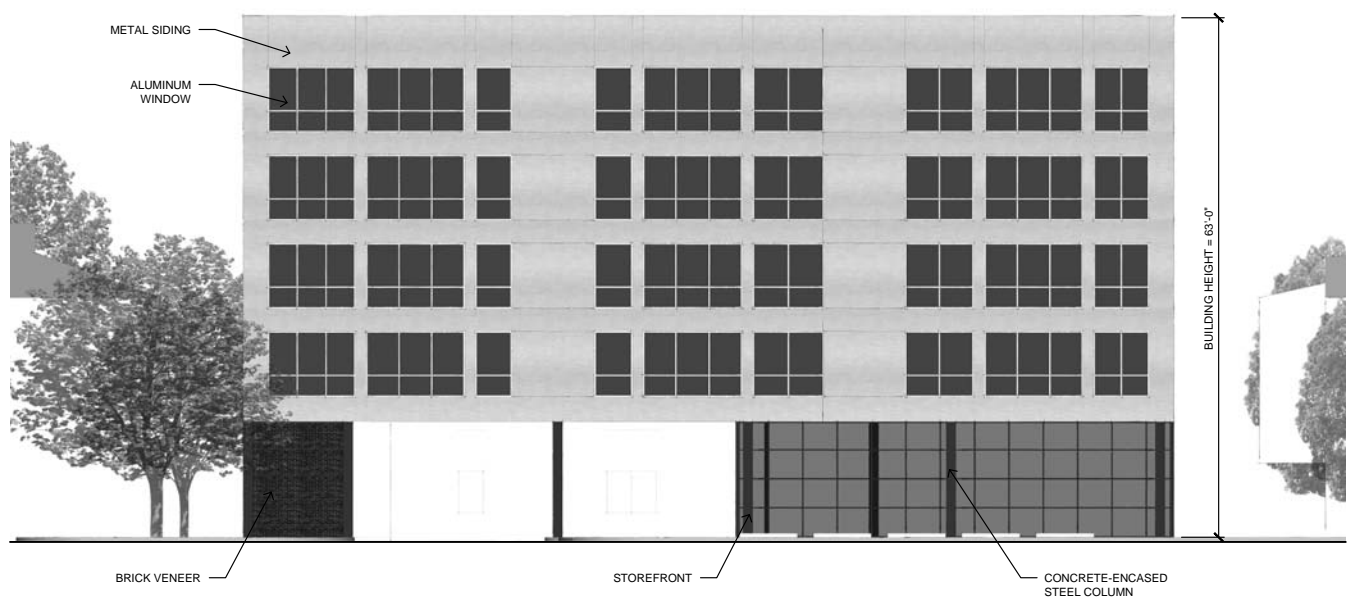 METAL SIDING
ALUMINUM
WINDOW
BUILDING HEIGHT = 63'-0"
BRICK VENEER
STOREFRONT
CONCRETE-ENCASED
STEEL COLUMN